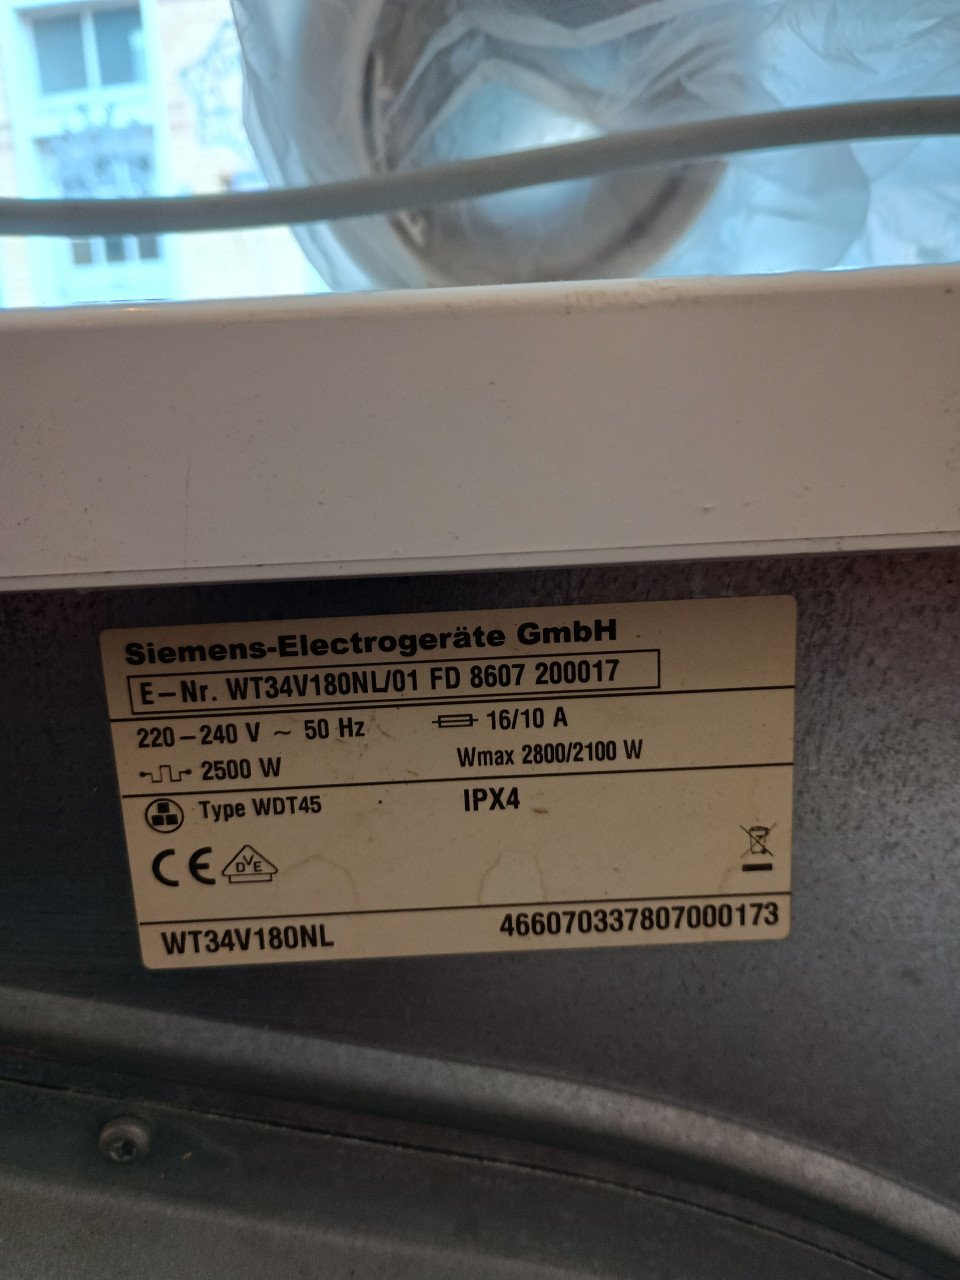 Siemens-Electrogeräte GmbH
E-Nr. WT34V180NL/01 FD 8607 200017
220-240 V ~ 50 Hz 16/10 A
2500 W Wmax 2800/2100 W
Type WDT45 IPX4
CE DVE
WT34V180NL 466070337807000173